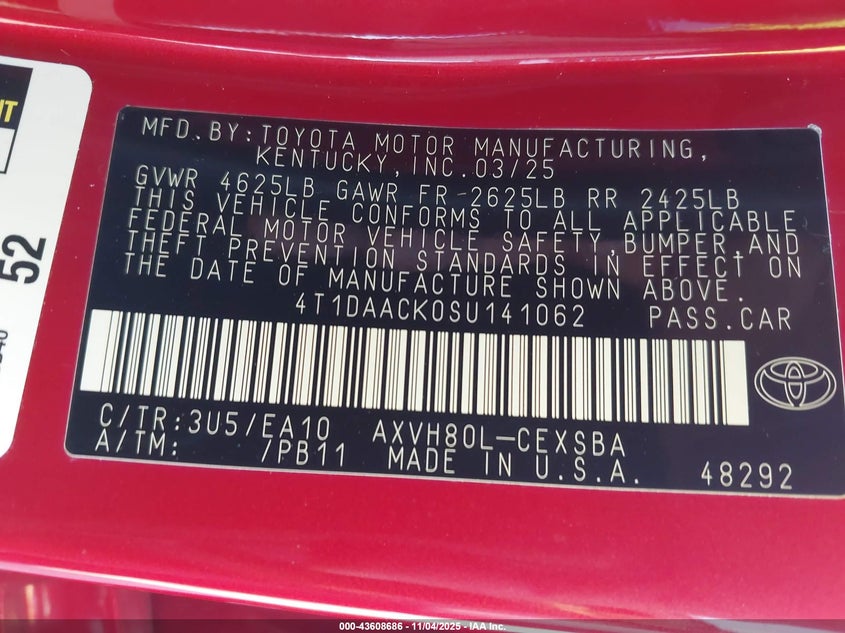 MFD.BY:TOYOTA MOTOR MANUFACTURING,
KENTUCKY,INC.03/25
GVWR 4625LB GAWR FR 2625LB RR 2425LB
THIS VEHICLE CONFORMS TO ALL APPLICABLE
FEDERAL MOTOR VEHICLE SAFETY,BUMPER,AND
THEFT PREVENTION STANDARDS IN EFFECT ON
THE DATE OF MANUFACTURE SHOWN ABOVE.
4T1DAACK0SU141062 PASS.CAR
C/TR:3U5/EA10 AXVH80L-CEXSBA
A/TM: /PB11 MADE IN U.S.A. 48292
52
000-43608686 - 11/04/2025 - IAA Inc.